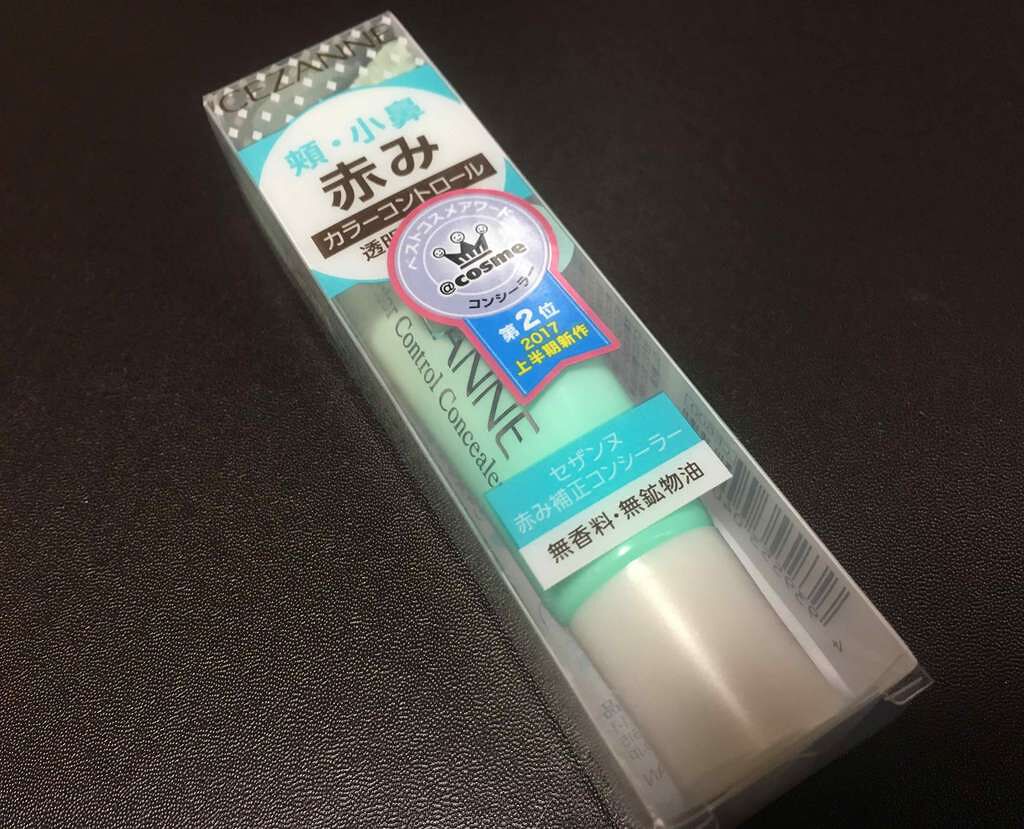 CEZANNE
頬・小鼻
赤み
カラーコントロール
透明
ベストコスメアワード
@cosme
コンシーラー
第2位
2017
上半期新作
ANNE
Control Conceale
セザンヌ
赤み補正コンシーラー
無香料・無鉱物油